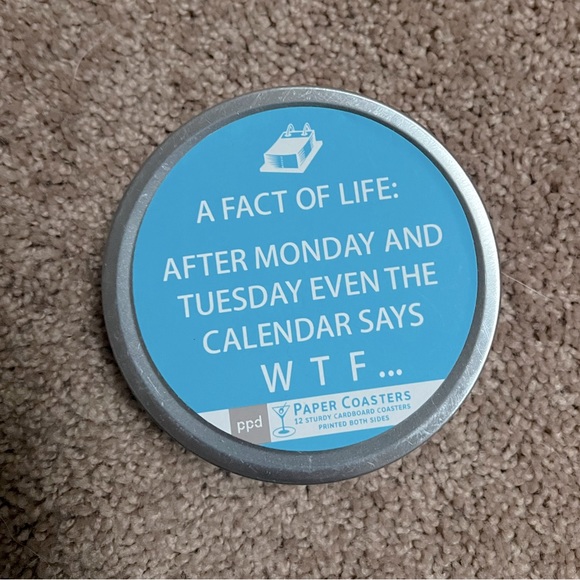 A FACT OF LIFE:
AFTER MONDAY AND
TUESDAY EVEN THE
CALENDAR SAYS
W T F...
ppd
PAPER COASTERS
12 STURDY CARDBOARD COASTERS
PRINTED BOTH SIDES